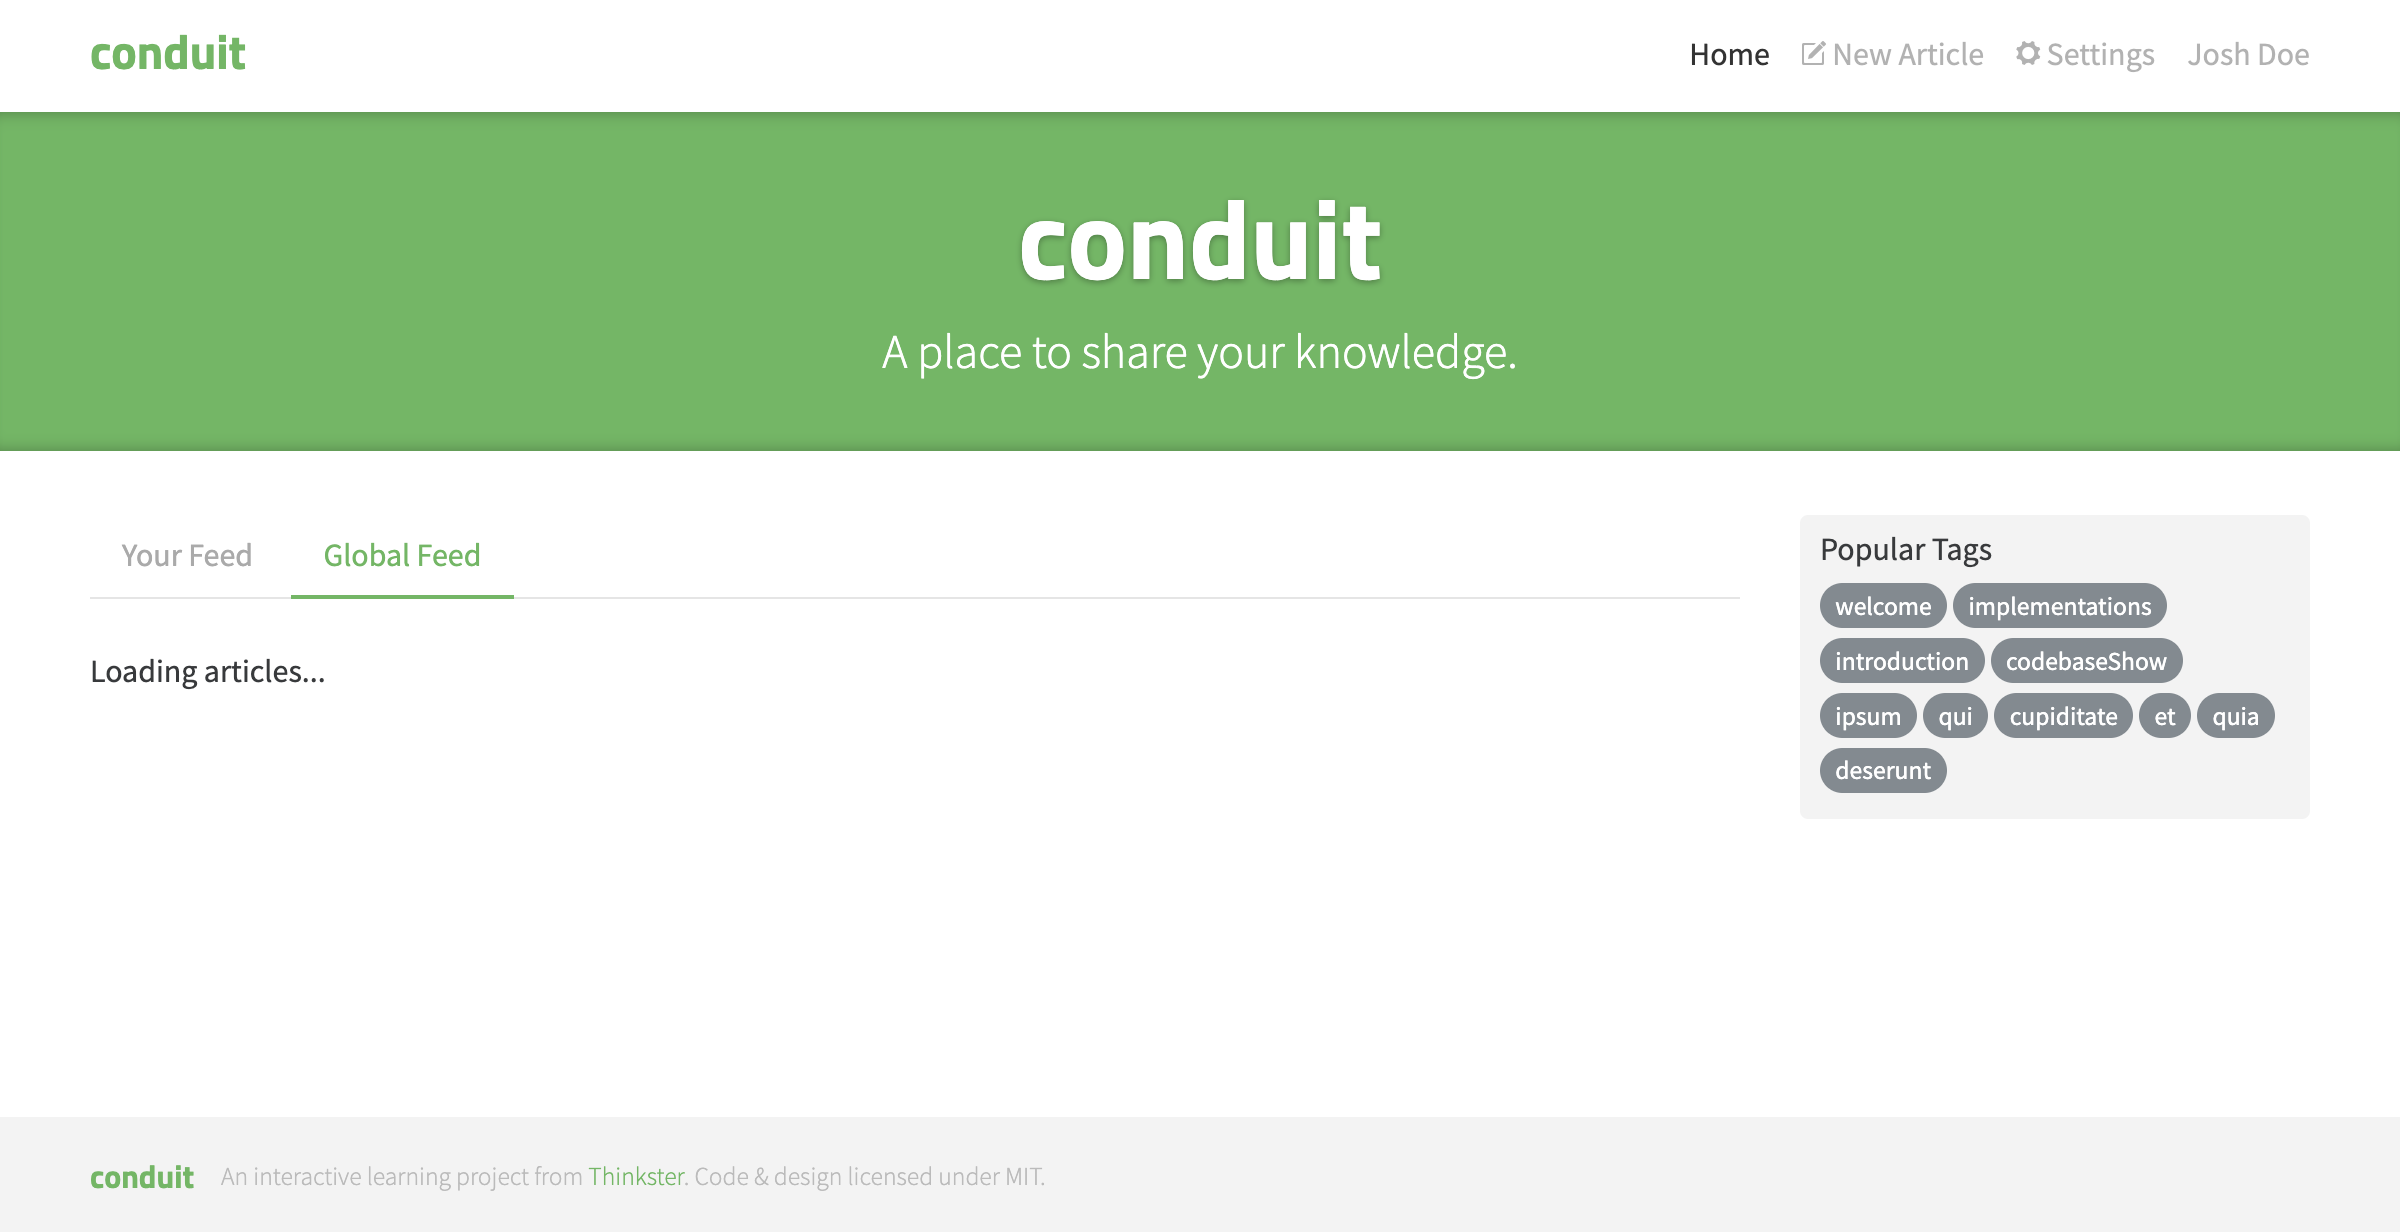 conduit
Home New Article Settings Josh Doe
conduit
A place to share your knowledge.
Your Feed Global Feed
Loading articles...
Popular Tags
welcome implementations
introduction codebaseShow
ipsum qui cupiditate et quia
deserunt
conduit An interactive learning project from Thinkster. Code & design licensed under MIT.